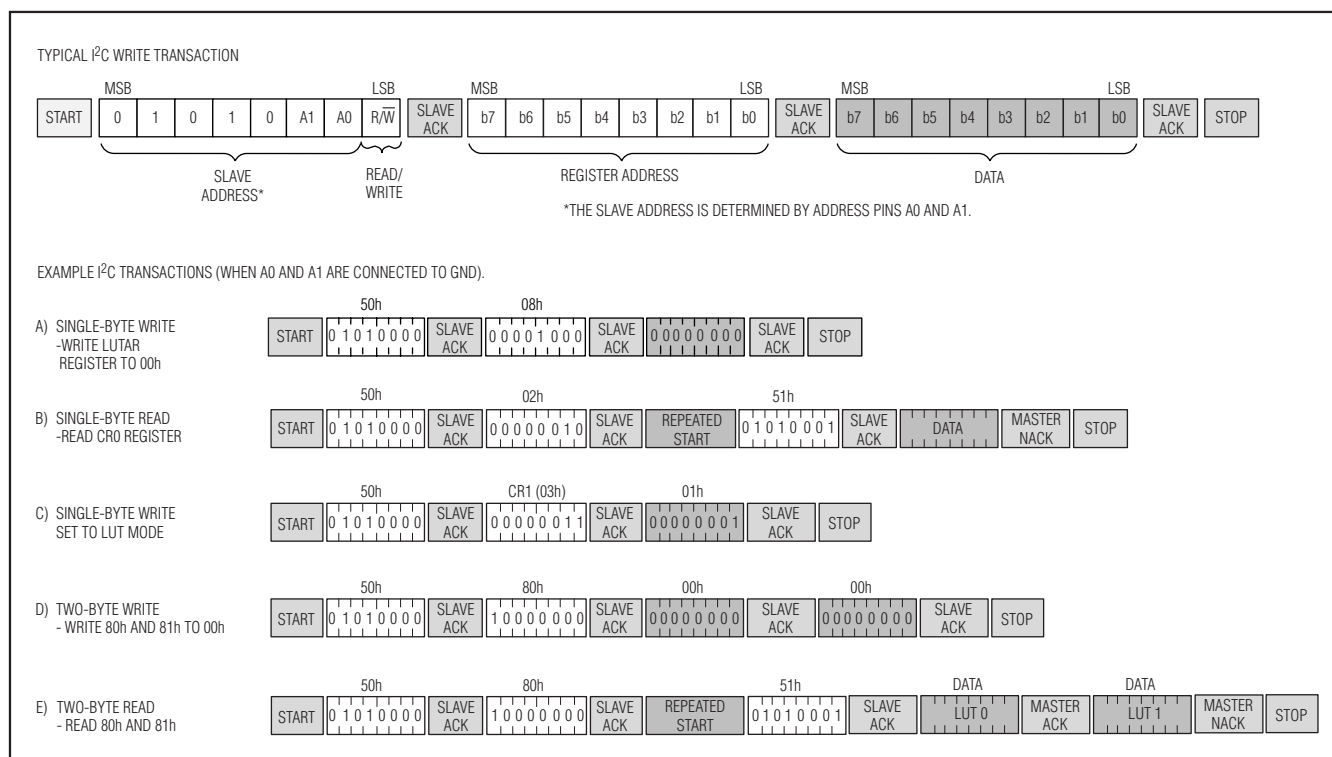 TYPICAL I2C WRITE TRANSACTION
MSB LSB MSB LSB MSB LSB
START 0 1 0 1 0 A1 A0 R/W̅ SLAVE ACK b7 b6 b5 b4 b3 b2 b1 b0 SLAVE ACK b7 b6 b5 b4 b3 b2 b1 b0 SLAVE ACK STOP
SLAVE ADDRESS* READ/WRITE REGISTER ADDRESS DATA
*THE SLAVE ADDRESS IS DETERMINED BY ADDRESS PINS A0 AND A1.
EXAMPLE I2C TRANSACTIONS (WHEN A0 AND A1 ARE CONNECTED TO GND).
50h 08h
A) SINGLE-BYTE WRITE
-WRITE LUTAR
REGISTER TO 00h
START 0 1 0 1 0 0 0 0 SLAVE ACK 0 0 0 0 1 0 0 0 SLAVE ACK 0 0 0 0 0 0 0 0 SLAVE ACK STOP
50h 02h 51h
B) SINGLE-BYTE READ
-READ CR0 REGISTER
START 0 1 0 1 0 0 0 0 SLAVE ACK 0 0 0 0 0 0 1 0 SLAVE ACK REPEATED START 0 1 0 1 0 0 0 1 SLAVE ACK DATA MASTER NACK STOP
50h CR1 (03h) 01h
C) SINGLE-BYTE WRITE
SET TO LUT MODE
START 0 1 0 1 0 0 0 0 SLAVE ACK 0 0 0 0 0 0 1 1 SLAVE ACK 0 0 0 0 0 0 0 1 SLAVE ACK STOP
50h 80h 00h 00h
D) TWO-BYTE WRITE
- WRITE 80h AND 81h TO 00h
START 0 1 0 1 0 0 0 0 SLAVE ACK 1 0 0 0 0 0 0 0 SLAVE ACK 0 0 0 0 0 0 0 0 SLAVE ACK 0 0 0 0 0 0 0 0 SLAVE ACK STOP
50h 80h 51h DATA DATA
E) TWO-BYTE READ
- READ 80h AND 81h
START 0 1 0 1 0 0 0 0 SLAVE ACK 1 0 0 0 0 0 0 0 SLAVE ACK REPEATED START 0 1 0 1 0 0 0 1 SLAVE ACK LUT 0 MASTER ACK LUT 1 MASTER NACK STOP